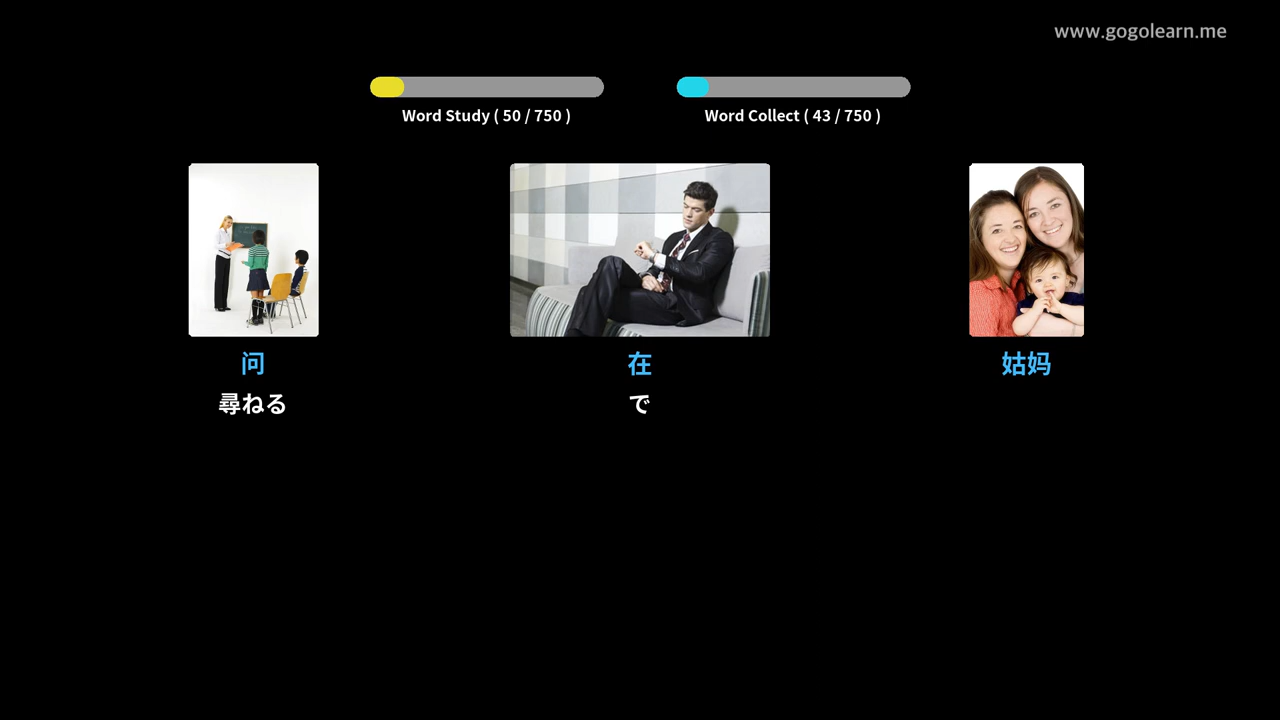 www.gogolearn.me
Word Study ( 50 / 750 )
Word Collect ( 43 / 750 )
问
在
姑妈
尋ねる
で